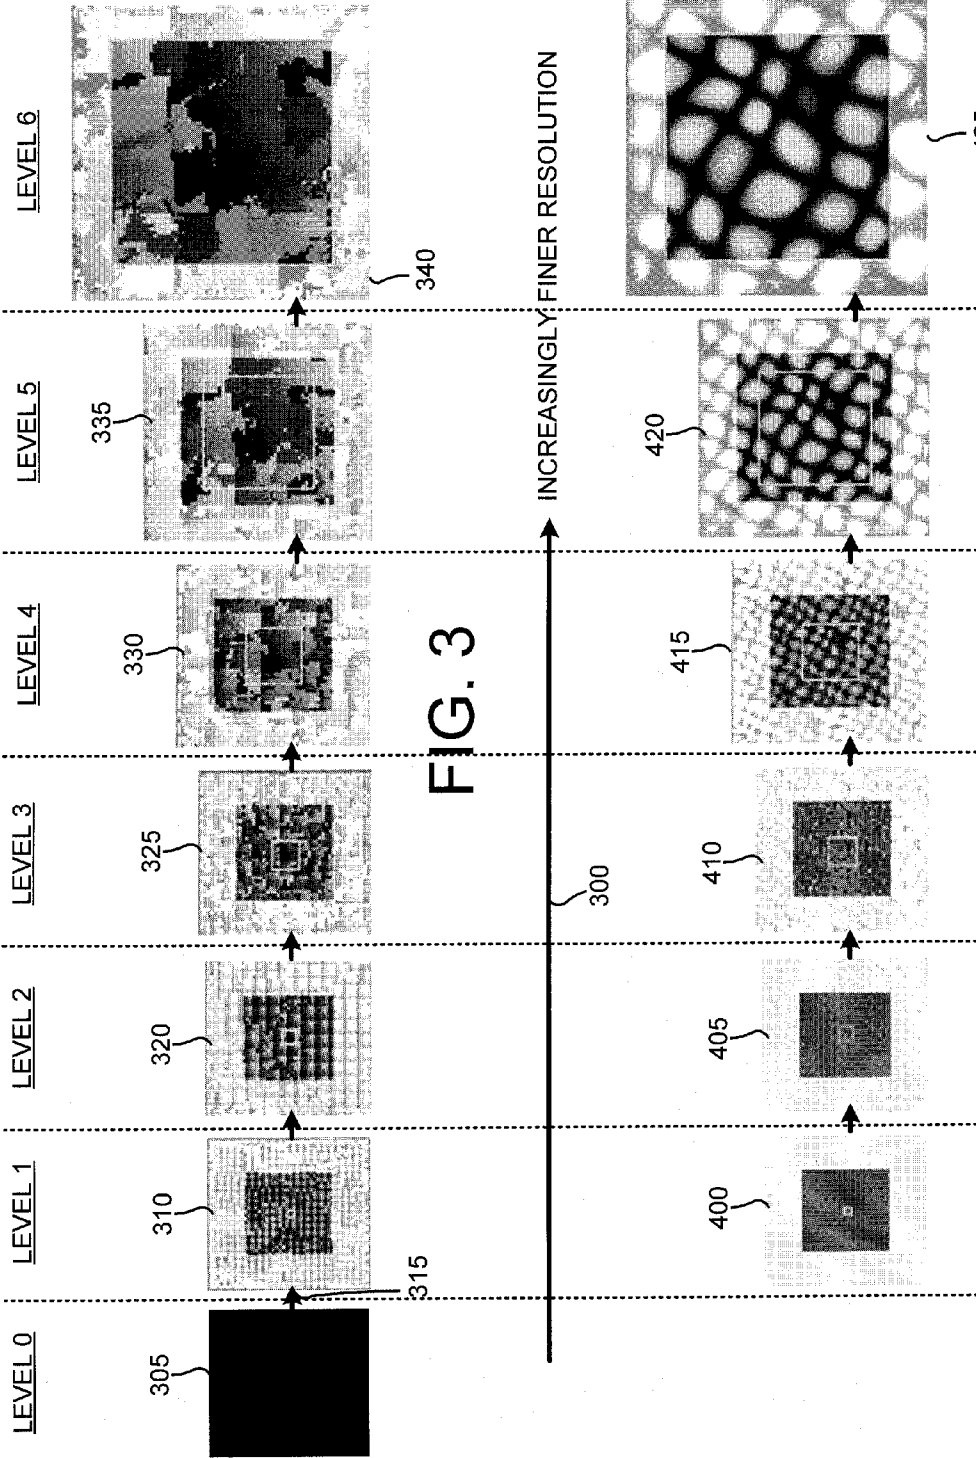 LEVEL 0
LEVEL 1
LEVEL 2
LEVEL 3
LEVEL 4
LEVEL 5
LEVEL 6
305
310
320
325
330
335
340
315
FIG. 3
300
INCREASINGLY FINER RESOLUTION
400
405
410
415
420